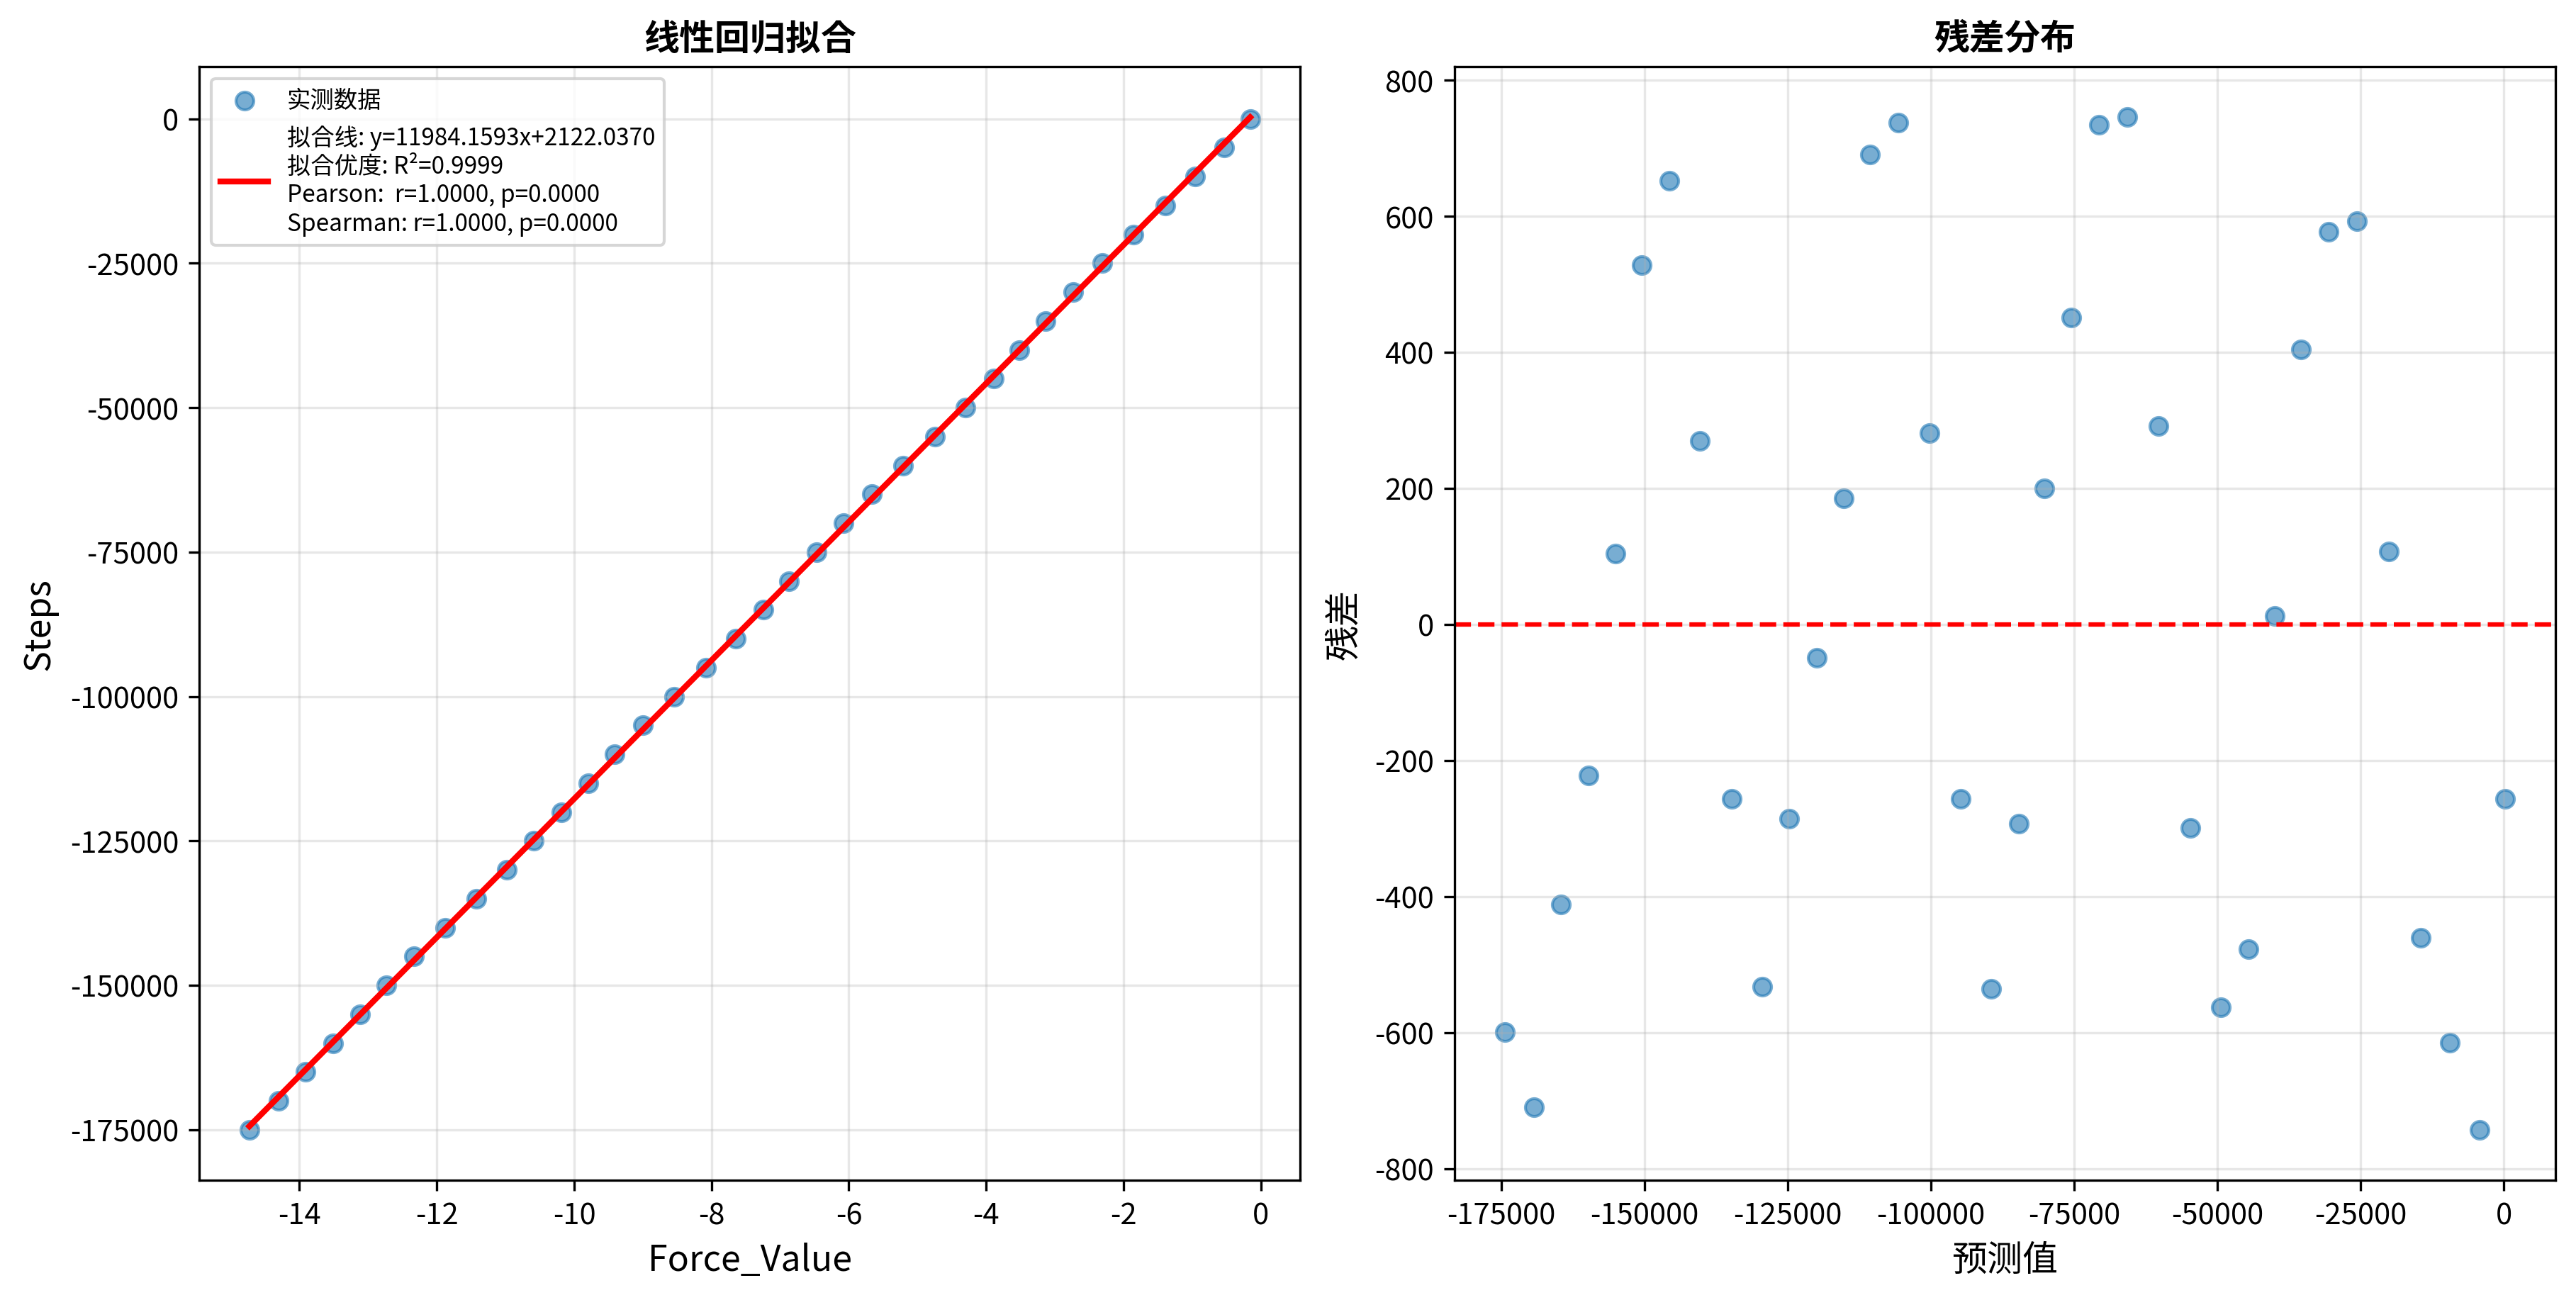 线性回归拟合
实测数据
拟合线: y=11984.1593x+2122.0370
拟合优度: R²=0.9999
Pearson:  r=1.0000, p=0.0000
Spearman: r=1.0000, p=0.0000
0
-25000
-50000
-75000
-100000
-125000
-150000
-175000
Steps
-14 -12 -10 -8 -6 -4 -2 0
Force_Value
残差分布
800
600
400
200
0
-200
-400
-600
-800
残差
-175000 -150000 -125000 -100000 -75000 -50000 -25000 0
预测值